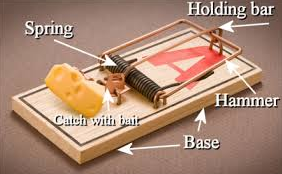 Holding bar
Spring
Hammer
Catch with bait
Base